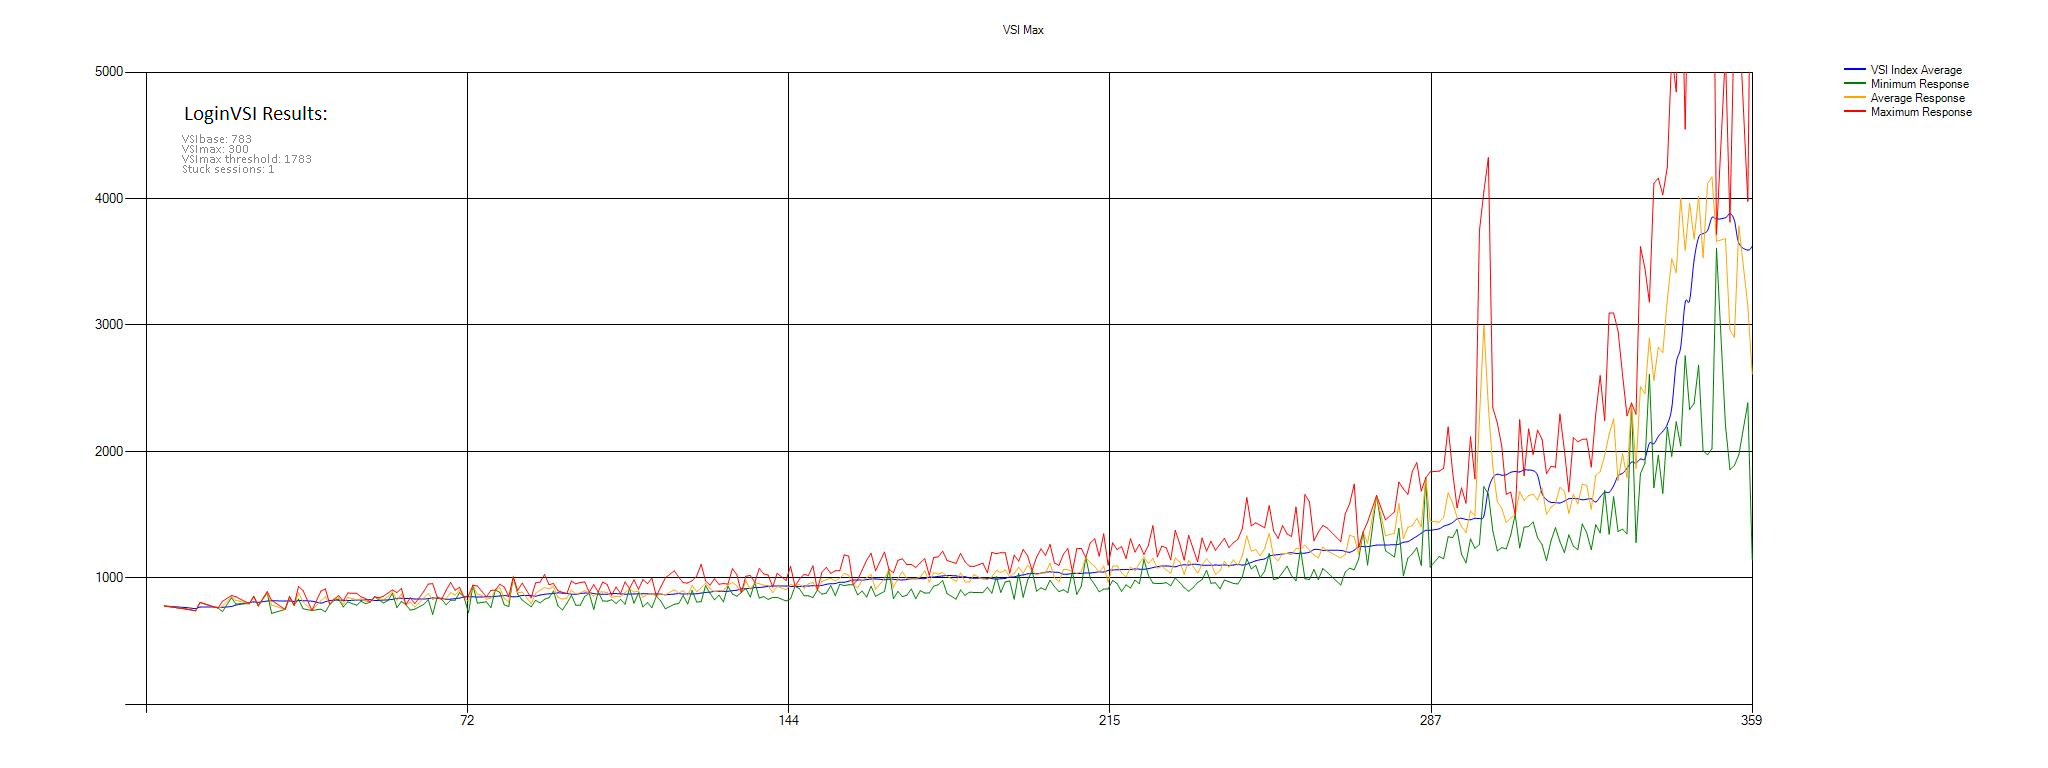 VSI Max
5000
4000
3000
2000
1000
LoginVSI Results:
VSIbase: 783
VSImax: 300
VSImax threshold: 1783
Stuck sessions: 1
VSI Index Average
Minimum Response
Average Response
Maximum Response
72
144
215
287
359